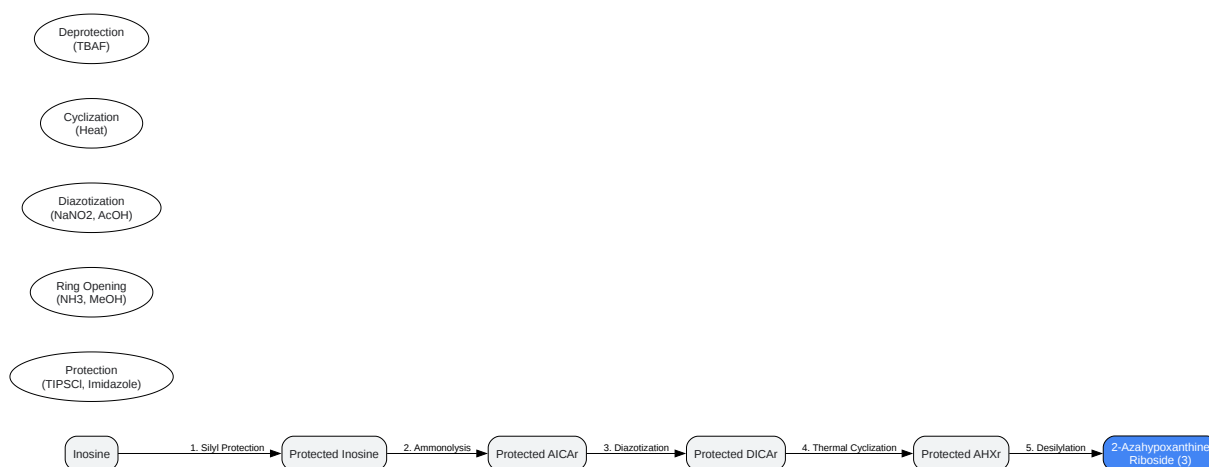 Deprotection
(TBAF)
Cyclization
(Heat)
Diazotization
(NaNO2, AcOH)
Ring Opening
(NH3, MeOH)
Protection
(TIPSCl, Imidazole)
Inosine
1. Silyl Protection
Protected Inosine
2. Ammonolysis
Protected AICAr
3. Diazotization
Protected DICAr
4. Thermal Cyclization
Protected AHXr
5. Desilylation
2-Azahypoxanthine
Riboside (3)